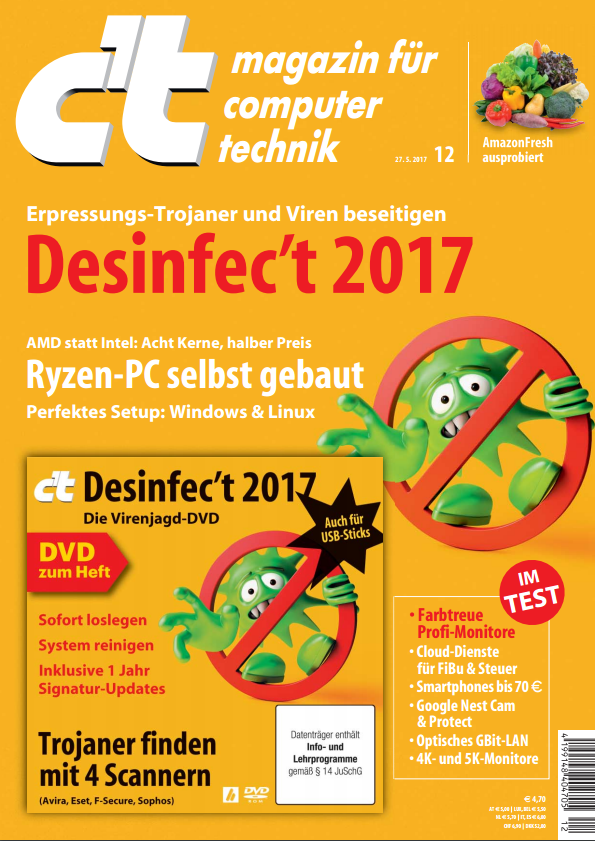 c't
magazin für
computer
technik
27. 5. 2017 12
AmazonFresh
ausprobiert
Erpressungs-Trojaner und Viren beseitigen
Desinfec't 2017
AMD statt Intel: Acht Kerne, halber Preis
Ryzen-PC selbst gebaut
Perfektes Setup: Windows & Linux
c't Desinfec't 2017
Die Virenjagd-DVD
Auch für
USB-Sticks
DVD
zum Heft
Sofort loslegen
System reinigen
Inklusive 1 Jahr
Signatur-Updates
Trojaner finden
mit 4 Scannern
(Avira, Eset, F-Secure, Sophos)
Datenträger enthält
Info- und
Lehrprogramme
gemäß § 14 JuSchG
DVD
IM
TEST
• Farbtreue
Profi-Monitore
• Cloud-Dienste
für FiBu & Steuer
• Smartphones bis 70 €
• Google Nest Cam
& Protect
• Optisches GBit-LAN
• 4K- und 5K-Monitore
€ 4,70
4 199148 404705
12